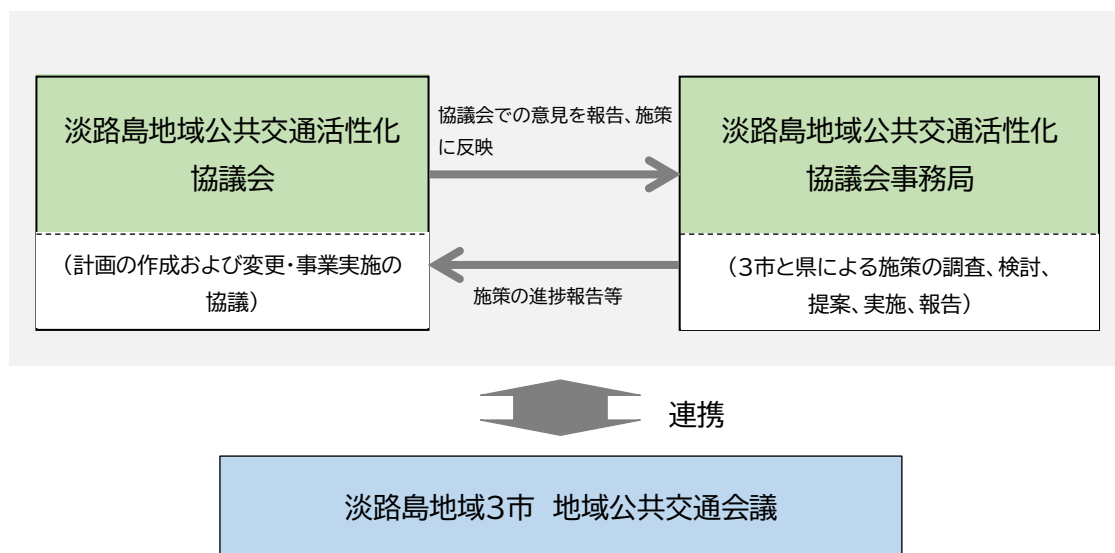 淡路島地域公共交通活性化
協議会
(計画の作成および変更・事業実施の
協議)
協議会での意見を報告、施策
に反映
施策の進捗報告等
淡路島地域公共交通活性化
協議会事務局
(3市と県による施策の調査、検討、
提案、実施、報告)
連携
淡路島地域3市 地域公共交通会議